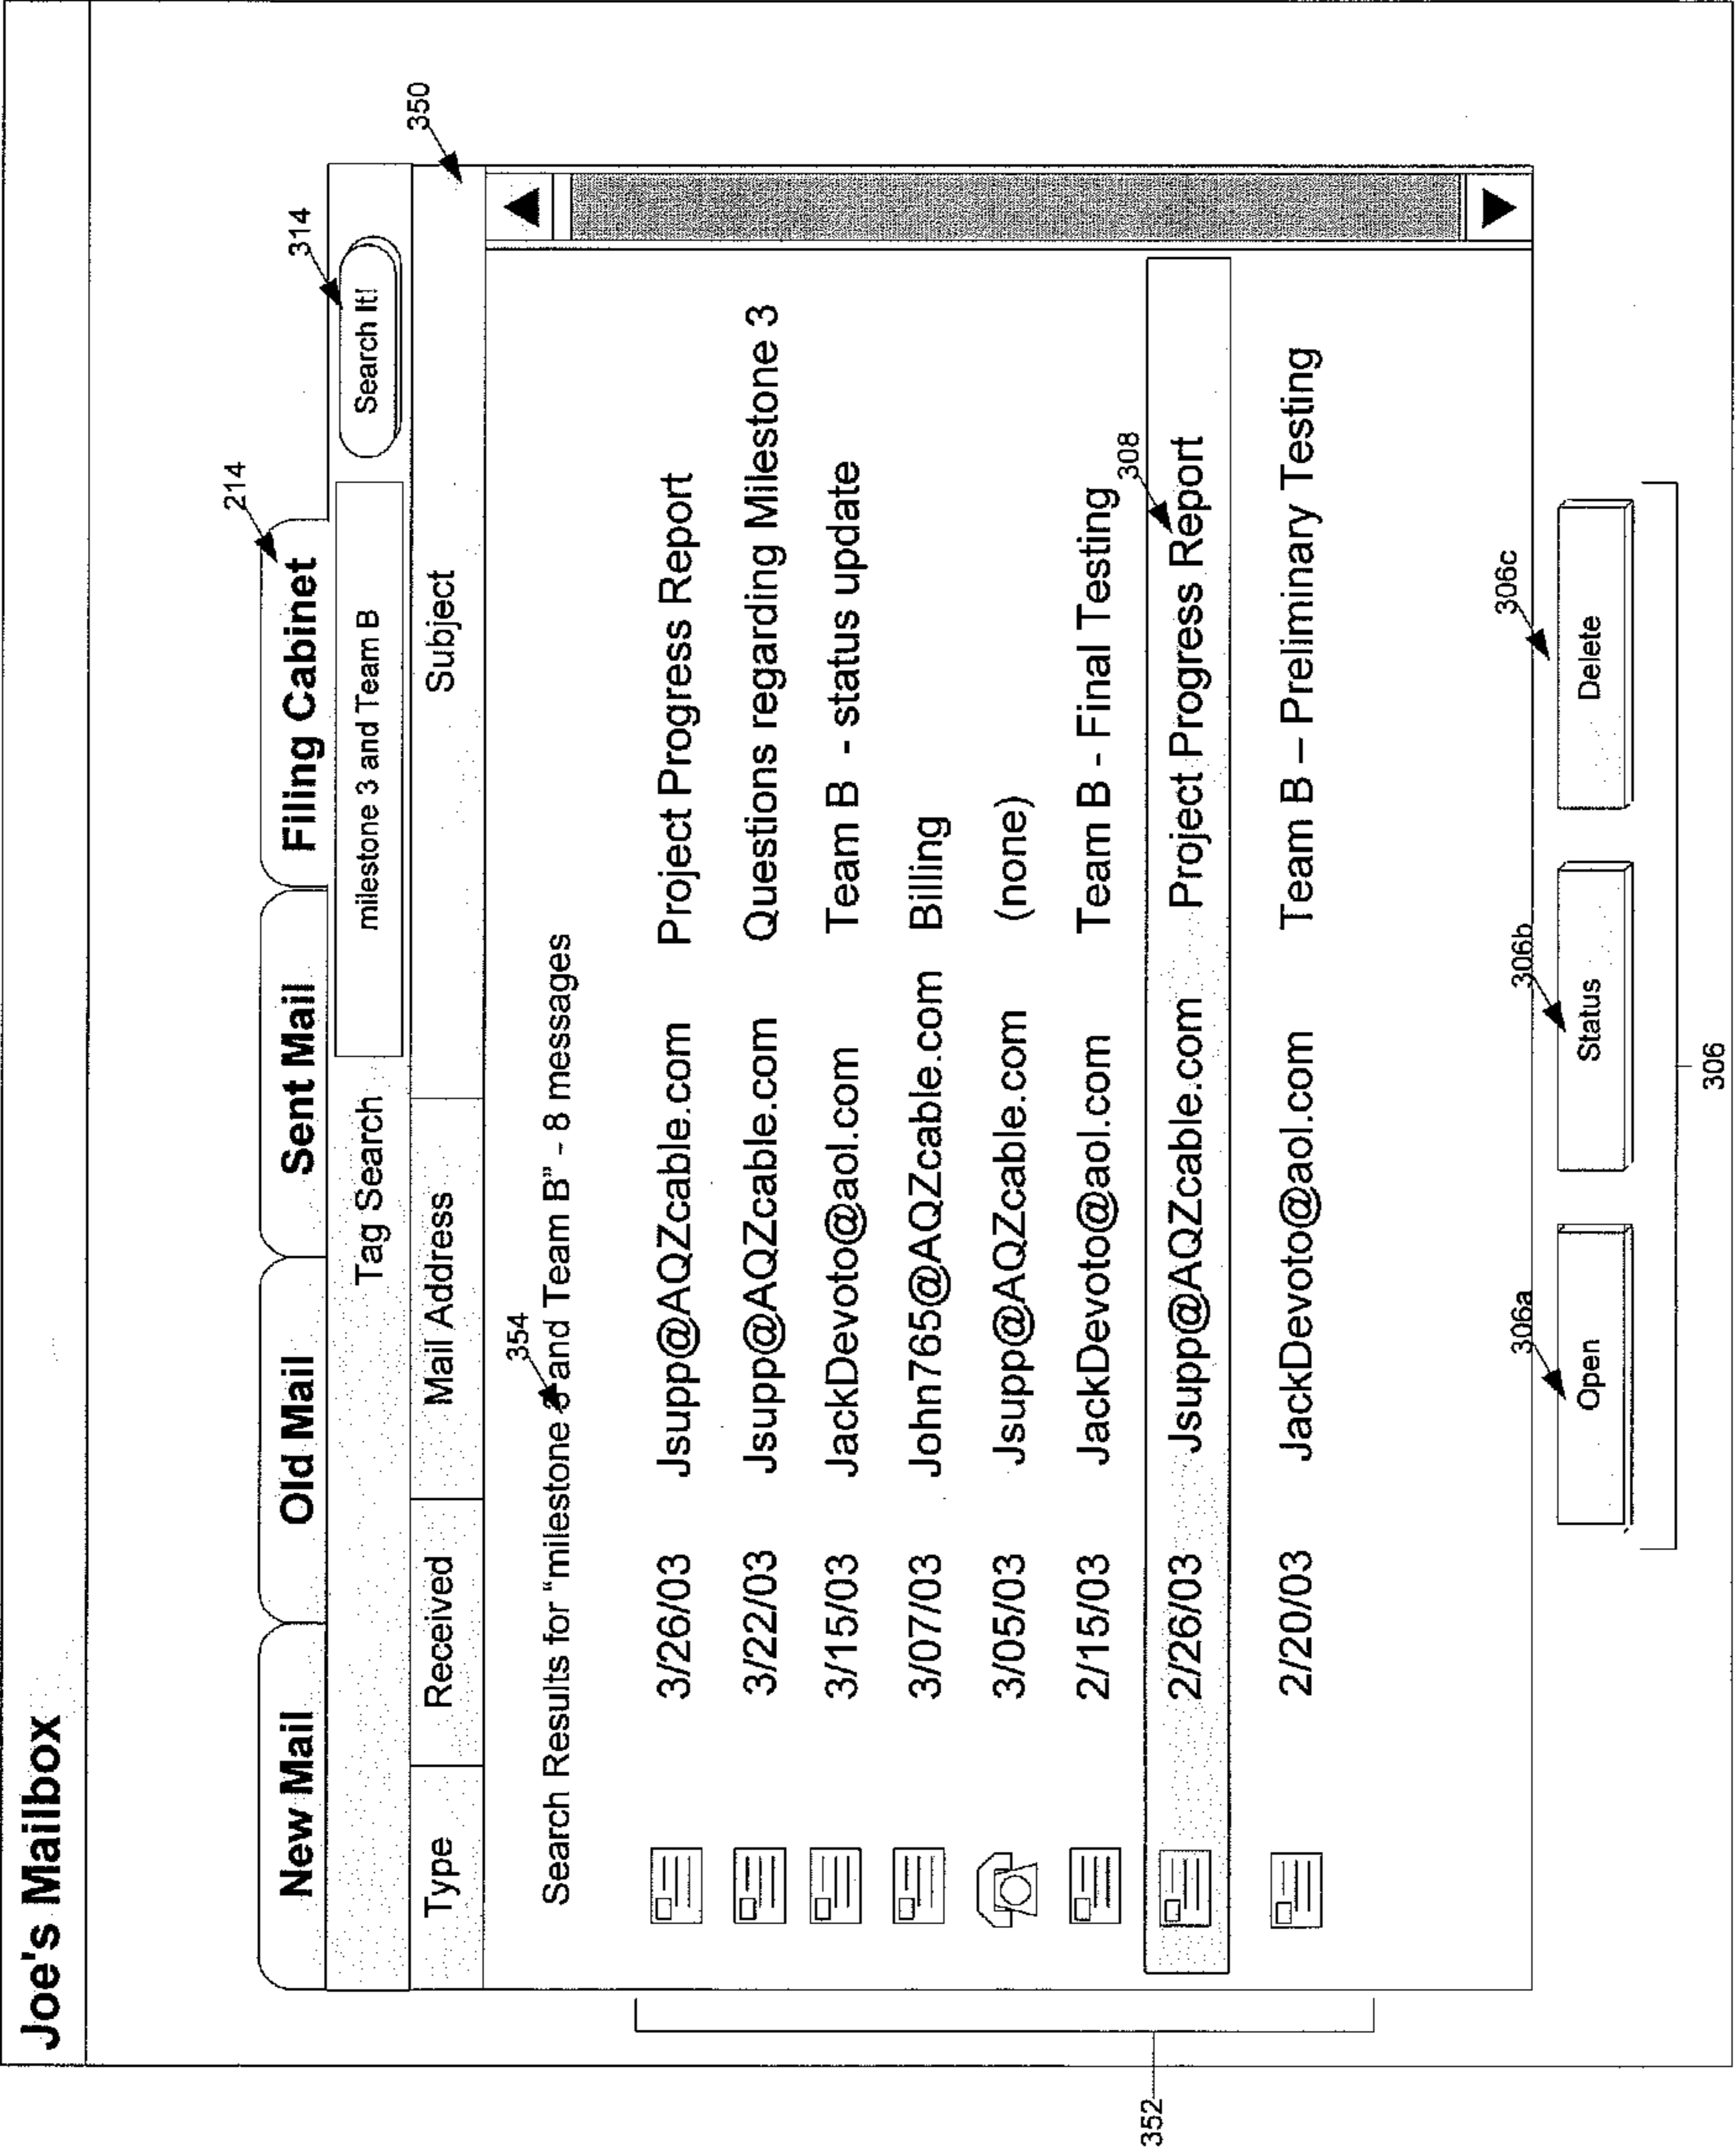 Joe's Mailbox
214
314
350
New Mail Old Mail Sent Mail Filing Cabinet
Tag Search milestone 3 and Team B Search It!
Type Received Mail Address Subject
354
Search Results for “milestone 3 and Team B” - 8 messages
3/26/03 Jsupp@AQZcable.com Project Progress Report
3/22/03 Jsupp@AQZcable.com Questions regarding Milestone 3
3/15/03 JackDevoto@aol.com Team B - status update
3/07/03 John765@AQZcable.com Billing
3/05/03 Jsupp@AQZcable.com (none)
2/15/03 JackDevoto@aol.com Team B - Final Testing
308
2/26/03 Jsupp@AQZcable.com Project Progress Report
2/20/03 JackDevoto@aol.com Team B – Preliminary Testing
352
306a 306b 306c
Open Status Delete
306